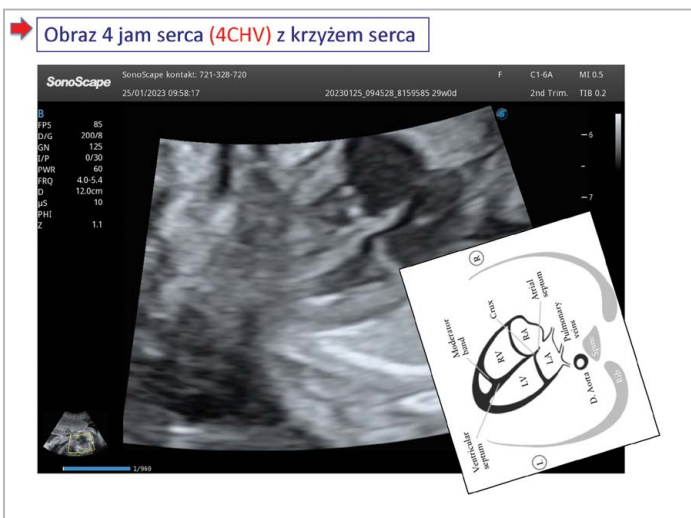 Obraz 4 jam serca (4CHV) z krzyżem serca
SonoScape
SonoScape kontakt: 721-328-720
F
C1-6A
MI 0.5
25/01/2023 09:58:17
20230125_094528_8159585 29w0d
2nd Trim.
TIB 0.2
B
FPS 85
D/G 200/8
GN 125
I/P 0/30
PWR 60
FRQ 4.0-5.4
D 12.0cm
µS 10
PHI
Z 1.1
6
7
R
Moderator
band
Crux
Atrial
septum
Pulmonary
veins
RV
RA
LV
LA
Spine
D. Aorta
Rib
Ventricular
septum
L
1/960